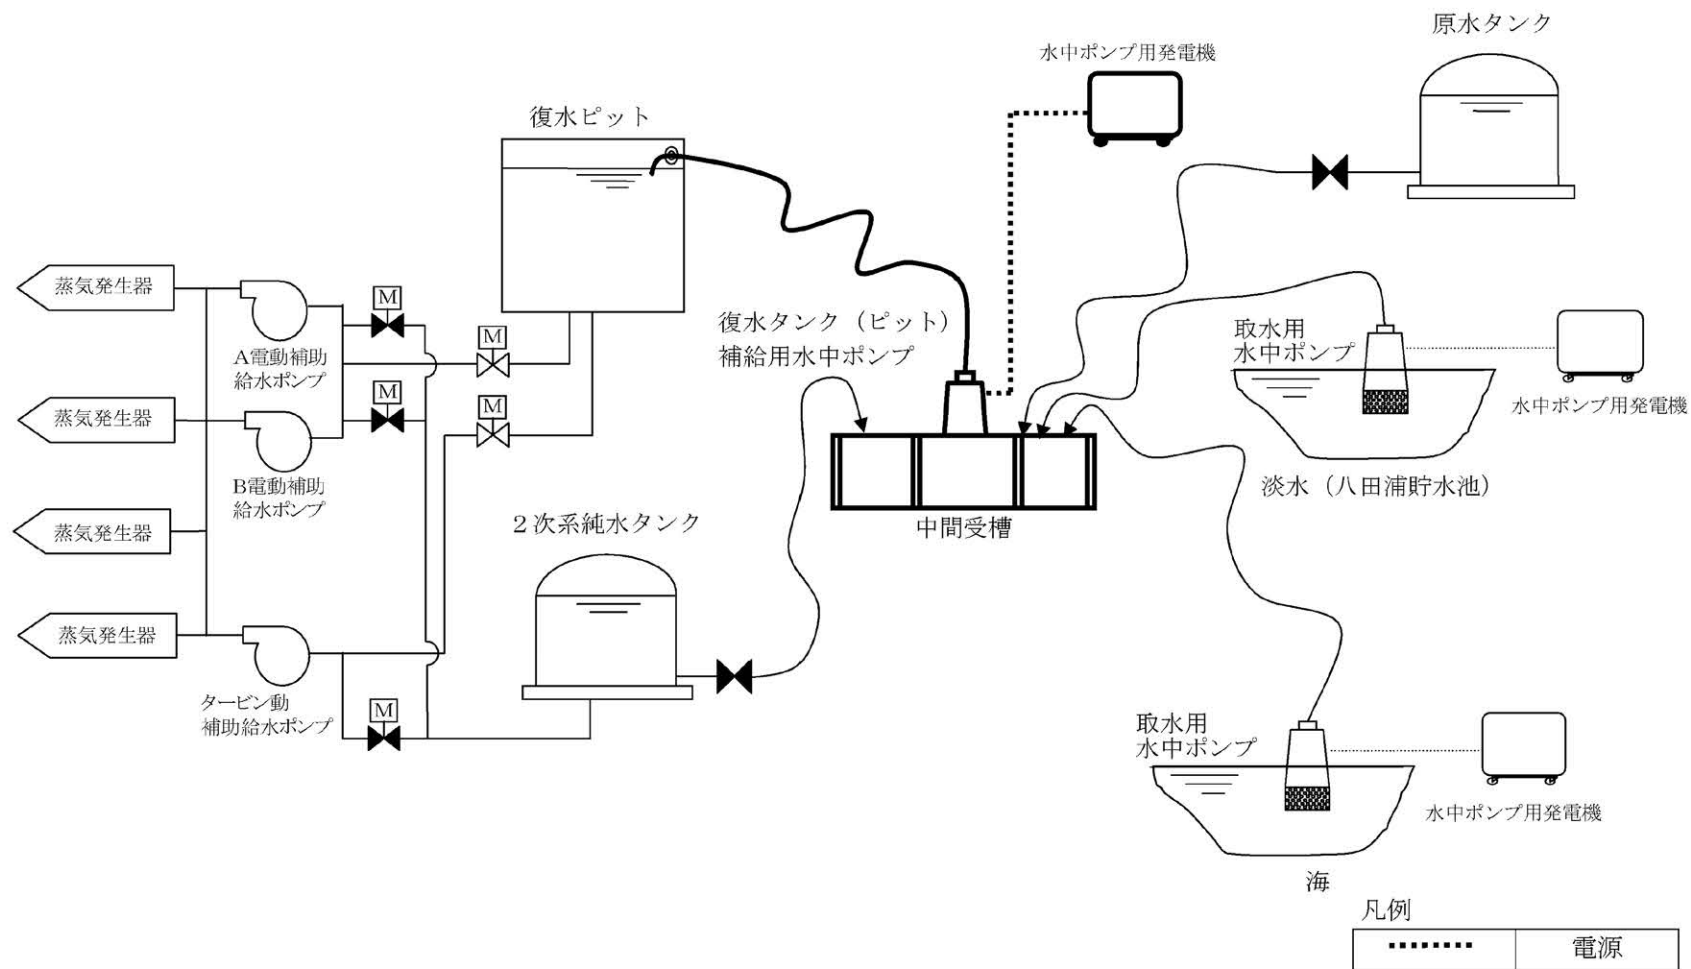 原水タンク
水中ポンプ用発電機
復水ピット
蒸気発生器
M
A電動補助
給水ポンプ
M
復水タンク（ピット）
補給用水中ポンプ
取水用
水中ポンプ
水中ポンプ用発電機
蒸気発生器
M
M
B電動補助
給水ポンプ
淡水（八田浦貯水池）
蒸気発生器
2次系純水タンク
中間受槽
蒸気発生器
タービン動
補助給水ポンプ
M
取水用
水中ポンプ
水中ポンプ用発電機
海
凡例
電源